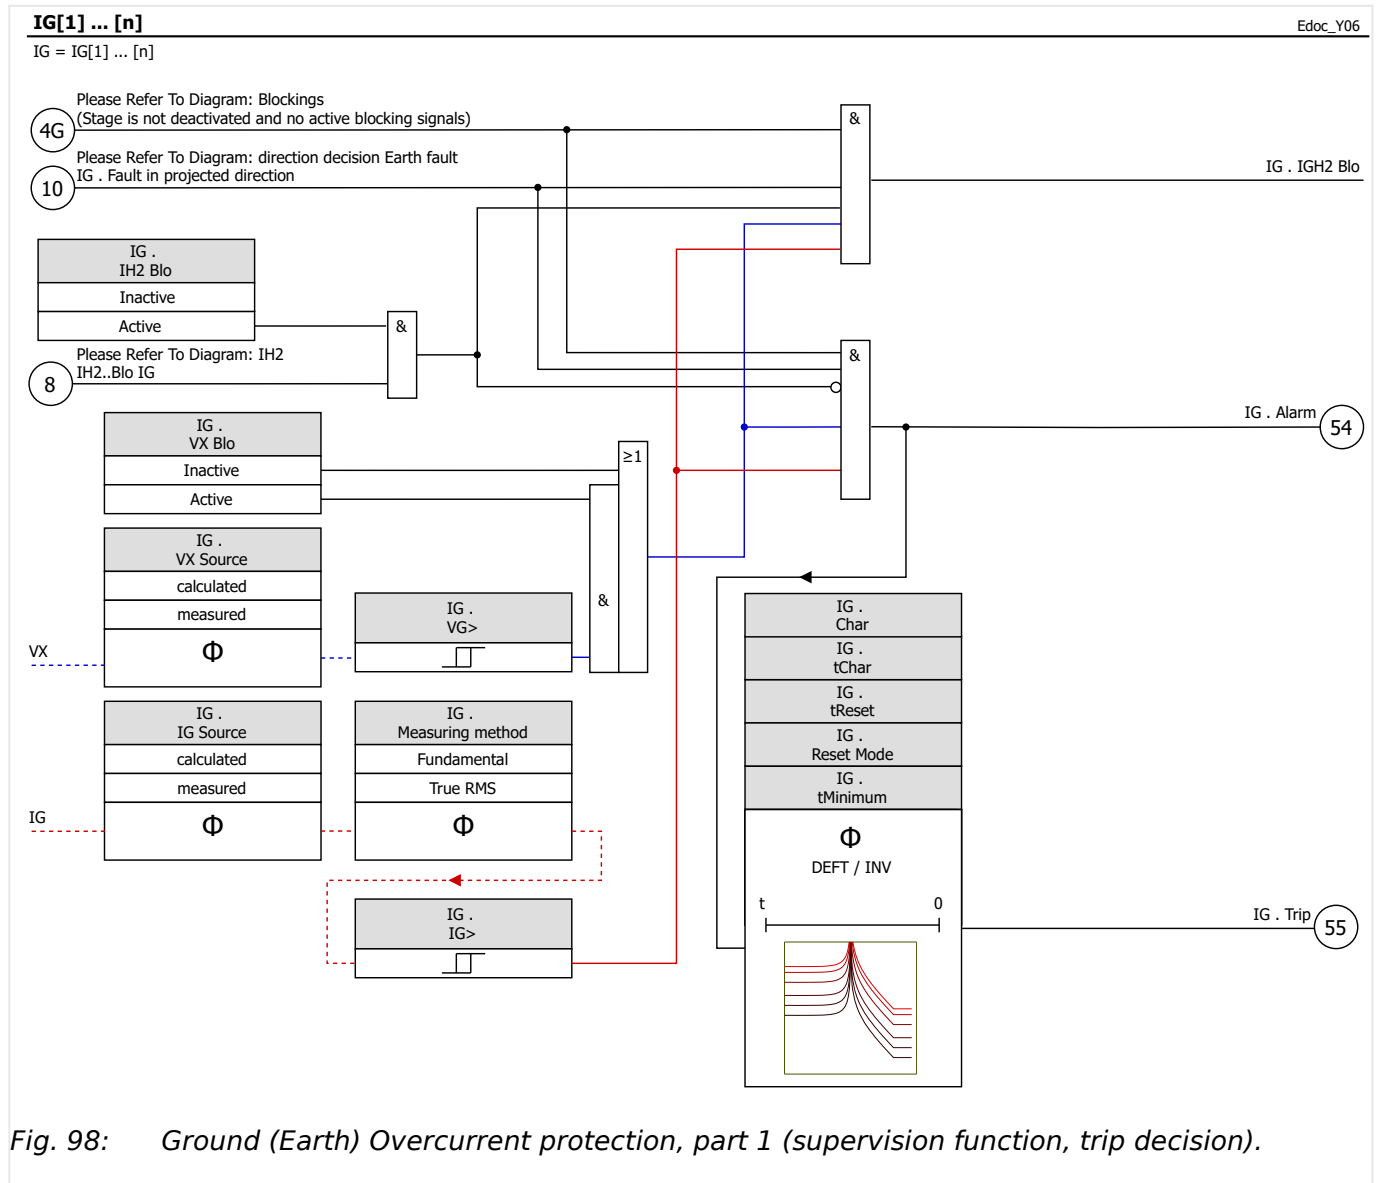 IG[1] ... [n]
Edoc_Y06
IG = IG[1] ... [n]
Please Refer To Diagram: Blockings
(Stage is not deactivated and no active blocking signals)
4G
&
Please Refer To Diagram: direction decision Earth fault
IG . Fault in projected direction
10
IG . IGH2 Blo
IG .
IH2 Blo
Inactive
Active
&
Please Refer To Diagram: IH2
IH2..Blo IG
8
&
IG . Alarm
54
IG .
VX Blo
Inactive
Active
≥1
&
IG .
VX Source
calculated
measured
Φ
VX
IG .
VG>
IG .
IG Source
calculated
measured
Φ
IG
IG .
Measuring method
Fundamental
True RMS
Φ
IG .
IG>
IG .
Char
IG .
tChar
IG .
tReset
IG .
Reset Mode
IG .
tMinimum
Φ
DEFT / INV
t 0
IG . Trip
55
Fig. 98: Ground (Earth) Overcurrent protection, part 1 (supervision function, trip decision).